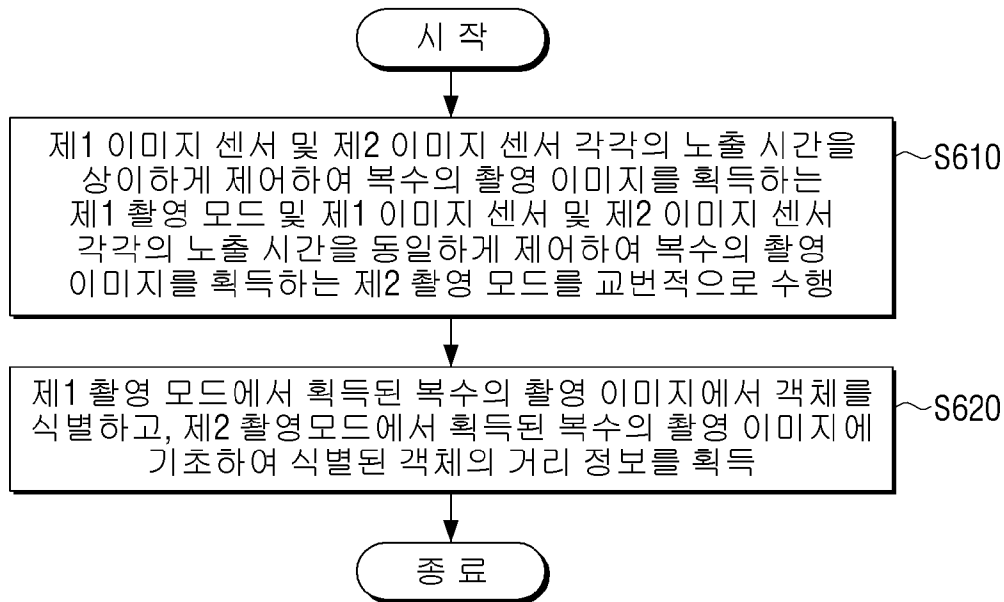 시 작
제1 이미지 센서 및 제2 이미지 센서 각각의 노출 시간을
상이하게 제어하여 복수의 촬영 이미지를 획득하는
제1 촬영 모드 및 제1 이미지 센서 및 제2 이미지 센서
각각의 노출 시간을 동일하게 제어하여 복수의 촬영
이미지를 획득하는 제2 촬영 모드를 교번적으로 수행
S610
제1 촬영 모드에서 획득된 복수의 촬영 이미지에서 객체를
식별하고, 제2 촬영모드에서 획득된 복수의 촬영 이미지에
기초하여 식별된 객체의 거리 정보를 획득
S620
종 료